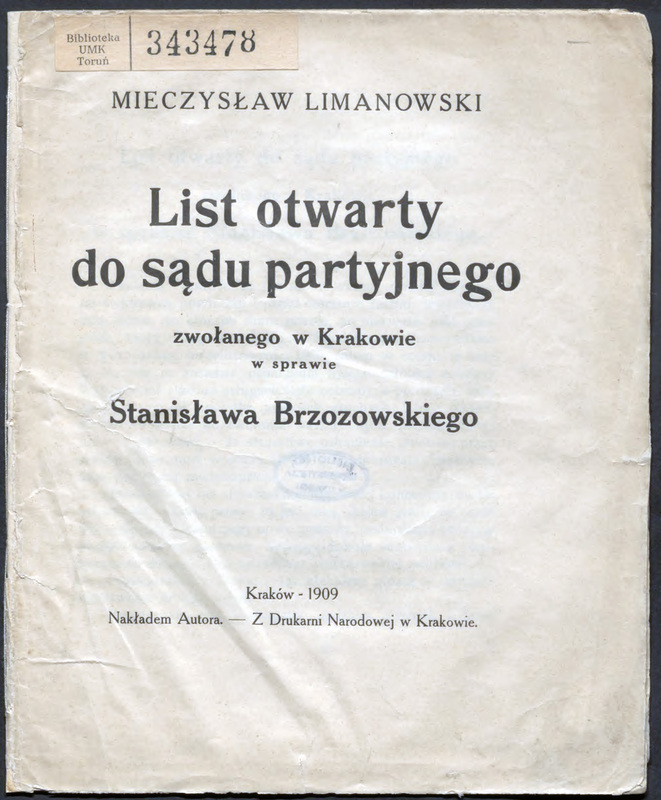 Biblioteka
UMK
Toruń
343478
MIECZYSŁAW LIMANOWSKI
List otwarty
do sądu partyjnego
zwołanego w Krakowie
w sprawie
Stanisława Brzozowskiego
Kraków - 1909
Nakładem Autora. — Z Drukarni Narodowej w Krakowie.